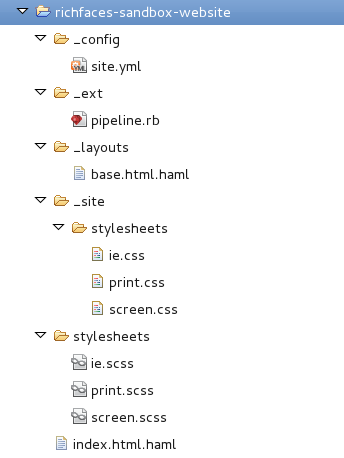 richfaces-sandbox-website
_config
site.yml
_ext
pipeline.rb
_layouts
base.html.haml
_site
stylesheets
ie.css
print.css
screen.css
stylesheets
ie.scss
print.scss
screen.scss
index.html.haml